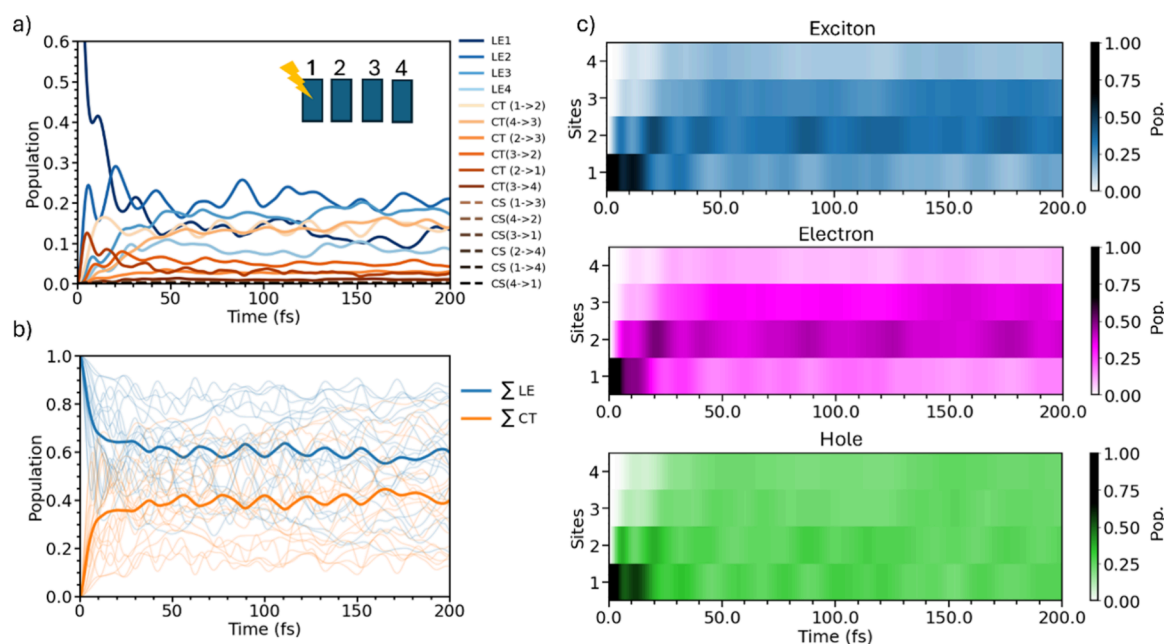 a)
0.6
0.5
0.4
0.3
0.2
0.1
0.0
Population
0 50 100 150 200
Time (fs)
1 2 3 4
LE1
LE2
LE3
LE4
CT (1->2)
CT(4->3)
CT (2->3)
CT(3->2)
CT (2->1)
CT(3->4)
CS (1->3)
CS(4->2)
CS(3->1)
CS (2->4)
CS (1->4)
CS(4->1)
b)
1.0
0.8
0.6
0.4
0.2
0.0
Population
0 50 100 150 200
Time (fs)
∑ LE
∑ CT
c)
Exciton
4
3
2
1
Sites
0.0 50.0 100.0 150.0 200.0
1.00
0.75
0.50
0.25
0.00
Pop.
Electron
4
3
2
1
Sites
0.0 50.0 100.0 150.0 200.0
1.00
0.75
0.50
0.25
0.00
Pop.
Hole
4
3
2
1
Sites
0.0 50.0 100.0 150.0 200.0
Time (fs)
1.00
0.75
0.50
0.25
0.00
Pop.